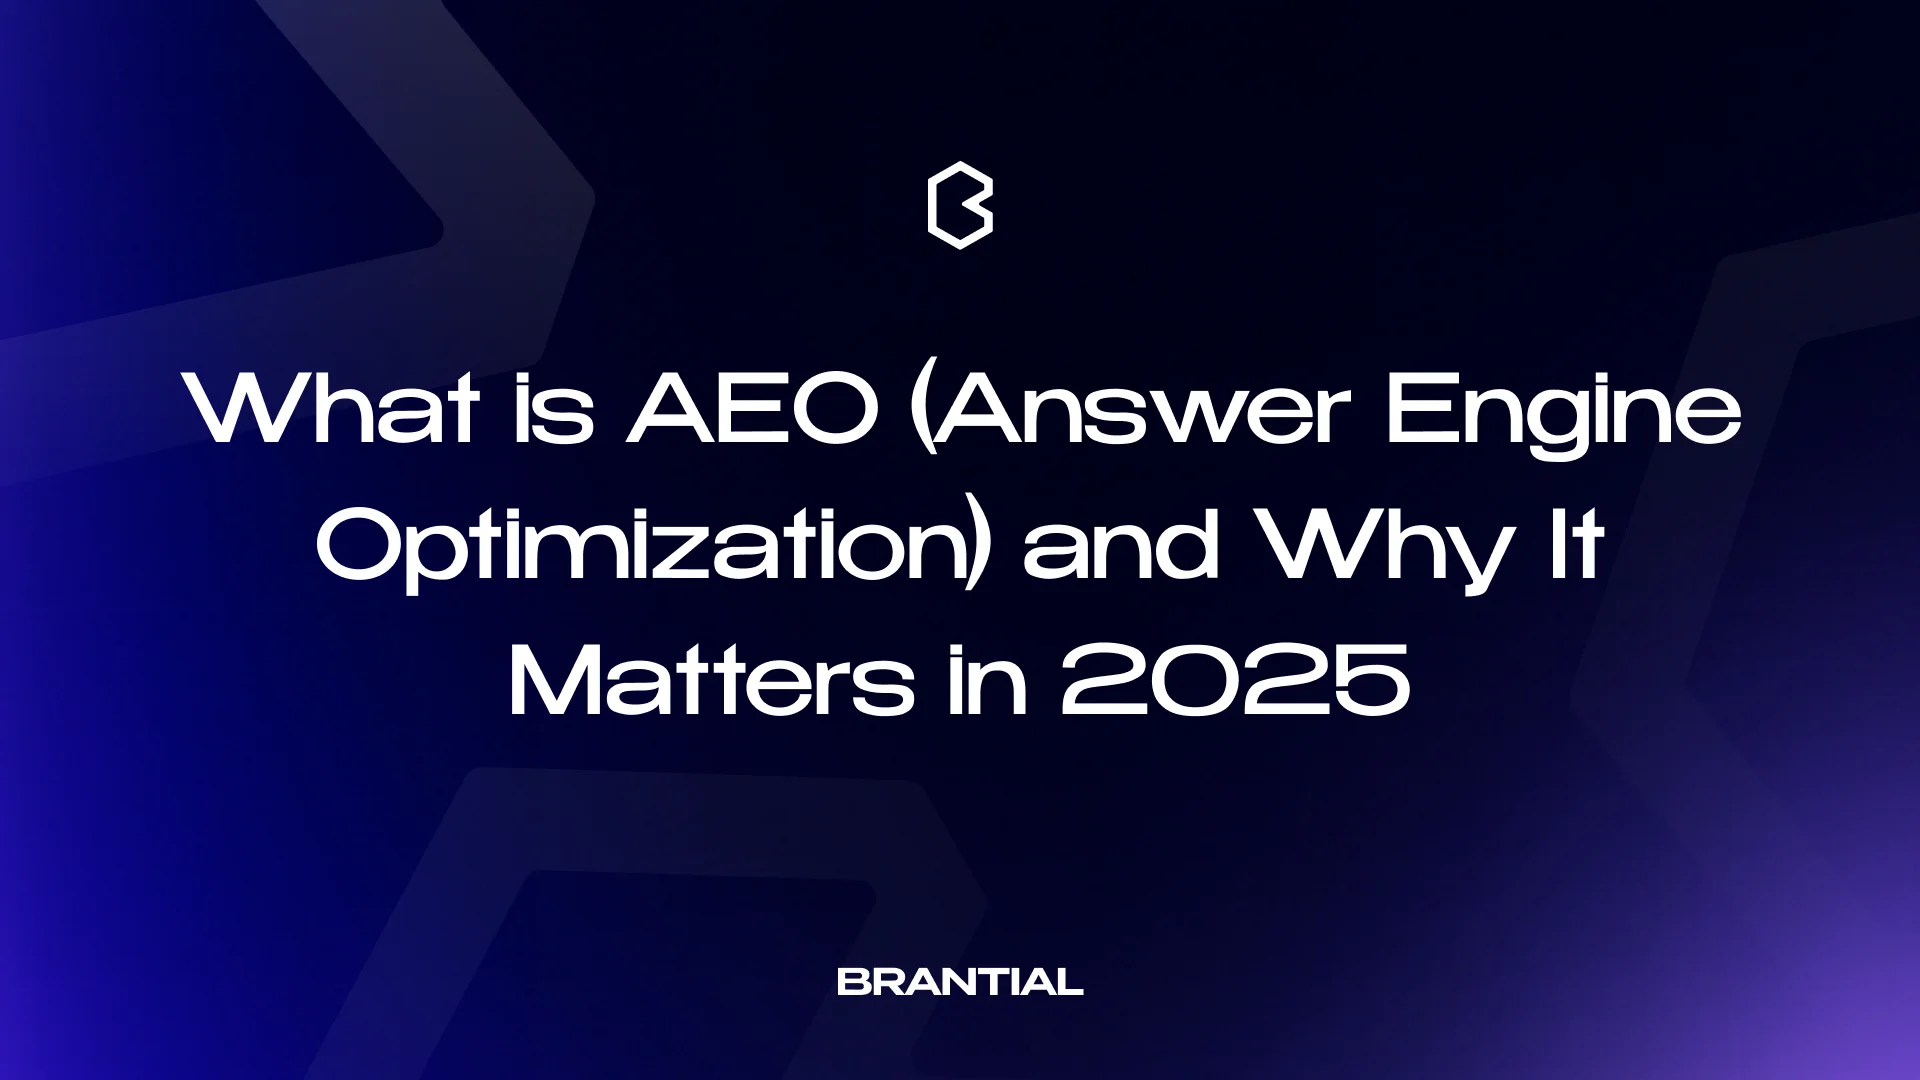 What is AEO (Answer Engine
Optimization) and Why It
Matters in 2025
BRANTIAL